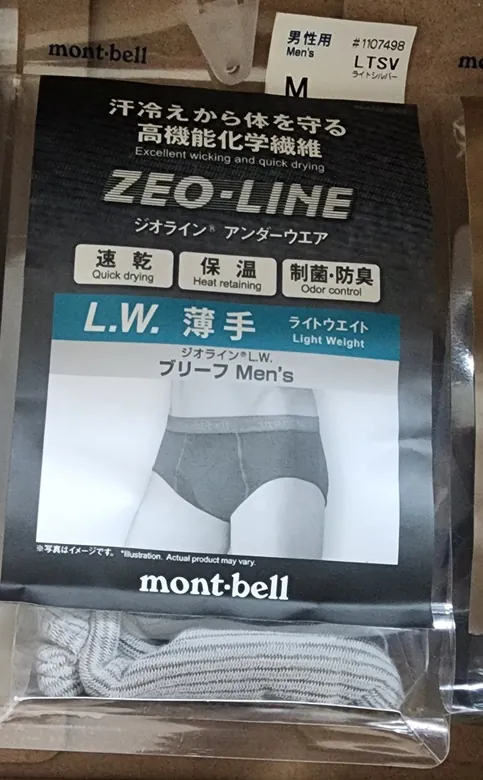 mont-bell
男性用 #1107498
Men's LTSV
ライトシルバー
M
汗冷えから体を守る
高機能化学繊維
Excellent wicking and quick drying
ZEO-LINE
ジオライン® アンダーウエア
速乾 保温 制菌・防臭
Quick drying Heat retaining Odor control
L.W. 薄手 ライトウエイト
Light Weight
ジオライン®L.W.
ブリーフ Men's
※写真はイメージです。 *Illustration. Actual product may vary.
mont-bell